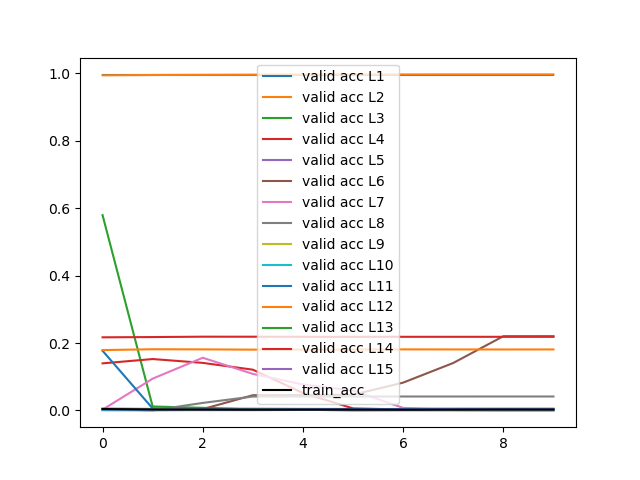 1.0
0.8
0.6
0.4
0.2
0.0
0
2
4
6
8
valid acc L1
valid acc L2
valid acc L3
valid acc L4
valid acc L5
valid acc L6
valid acc L7
valid acc L8
valid acc L9
valid acc L10
valid acc L11
valid acc L12
valid acc L13
valid acc L14
valid acc L15
train_acc